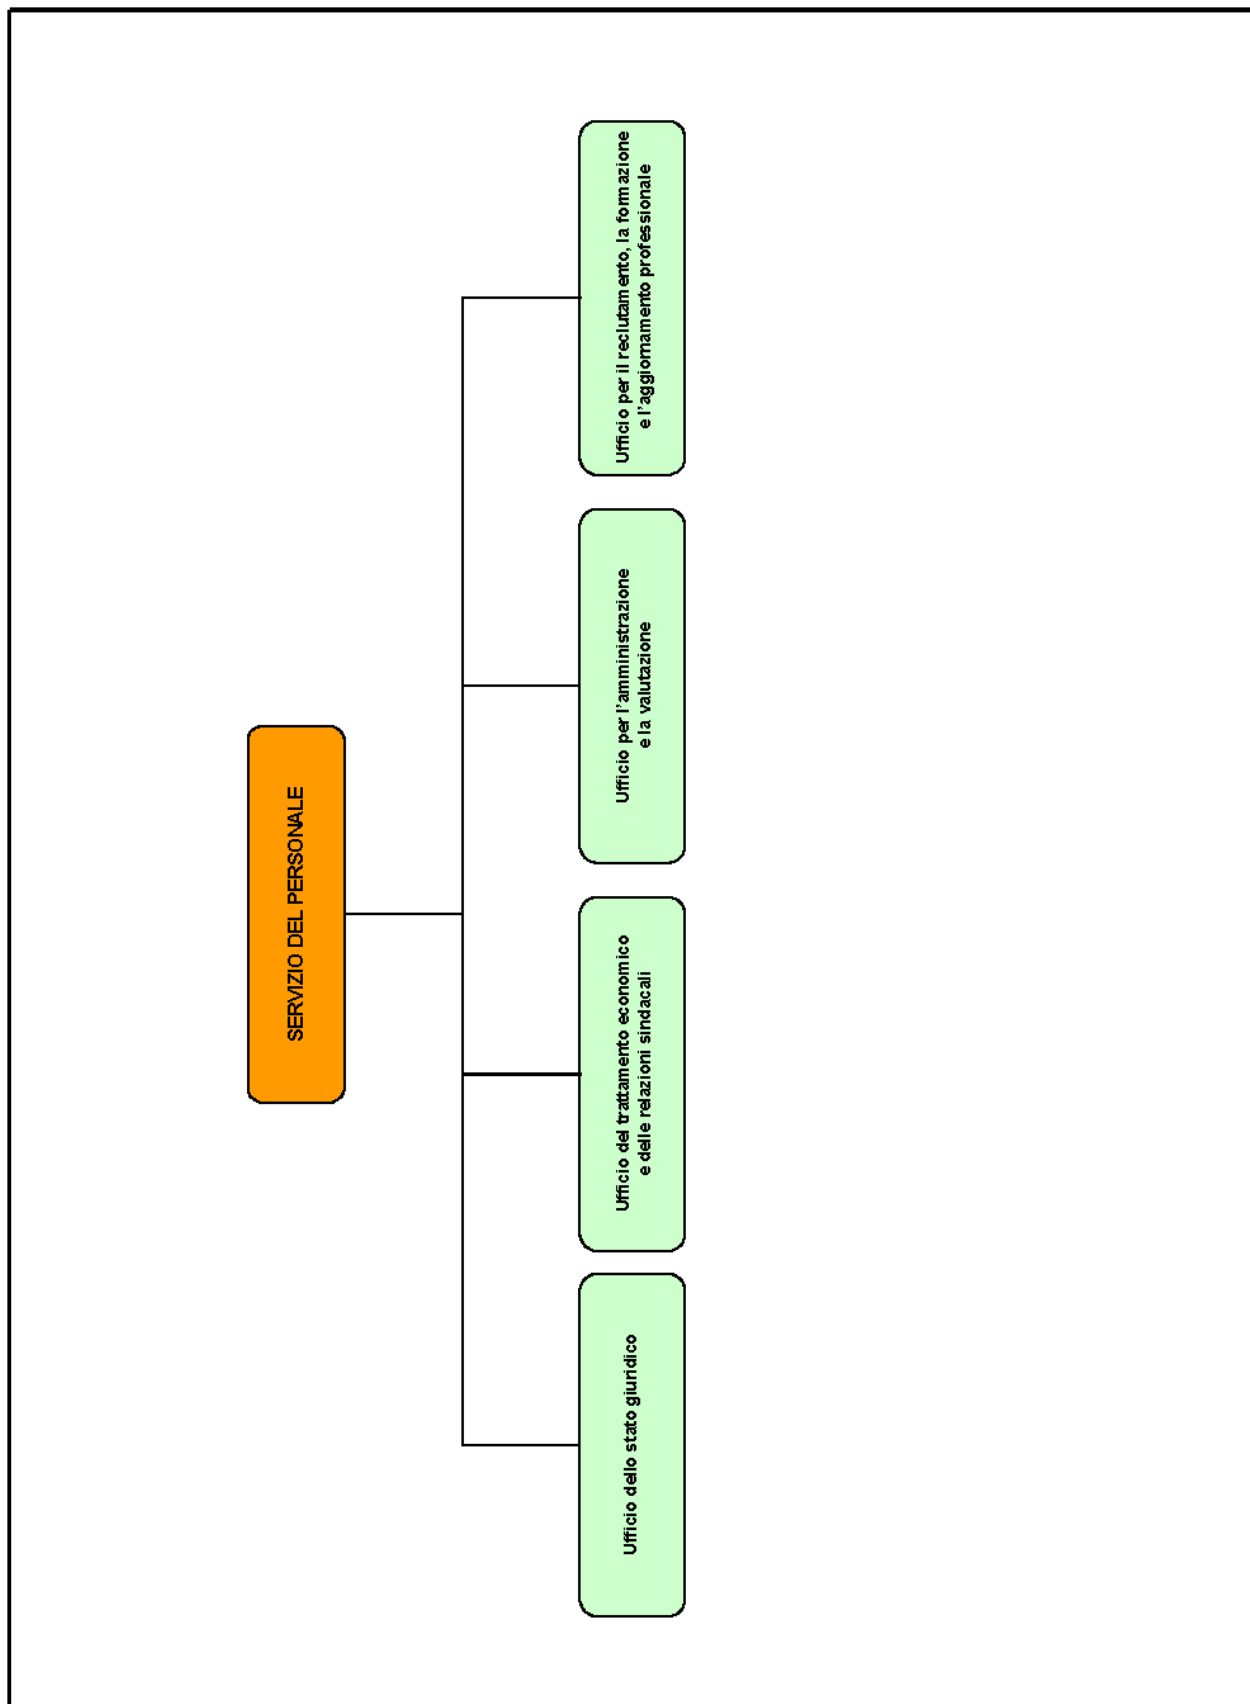 SERVIZIO DEL PERSONALE
Ufficio dello stato giuridico
Ufficio del trattamento economico
e delle relazioni sindacali
Ufficio per l'amministrazione
e la valutazione
Ufficio per il reclutamento, la formazione
e l'aggiornamento professionale